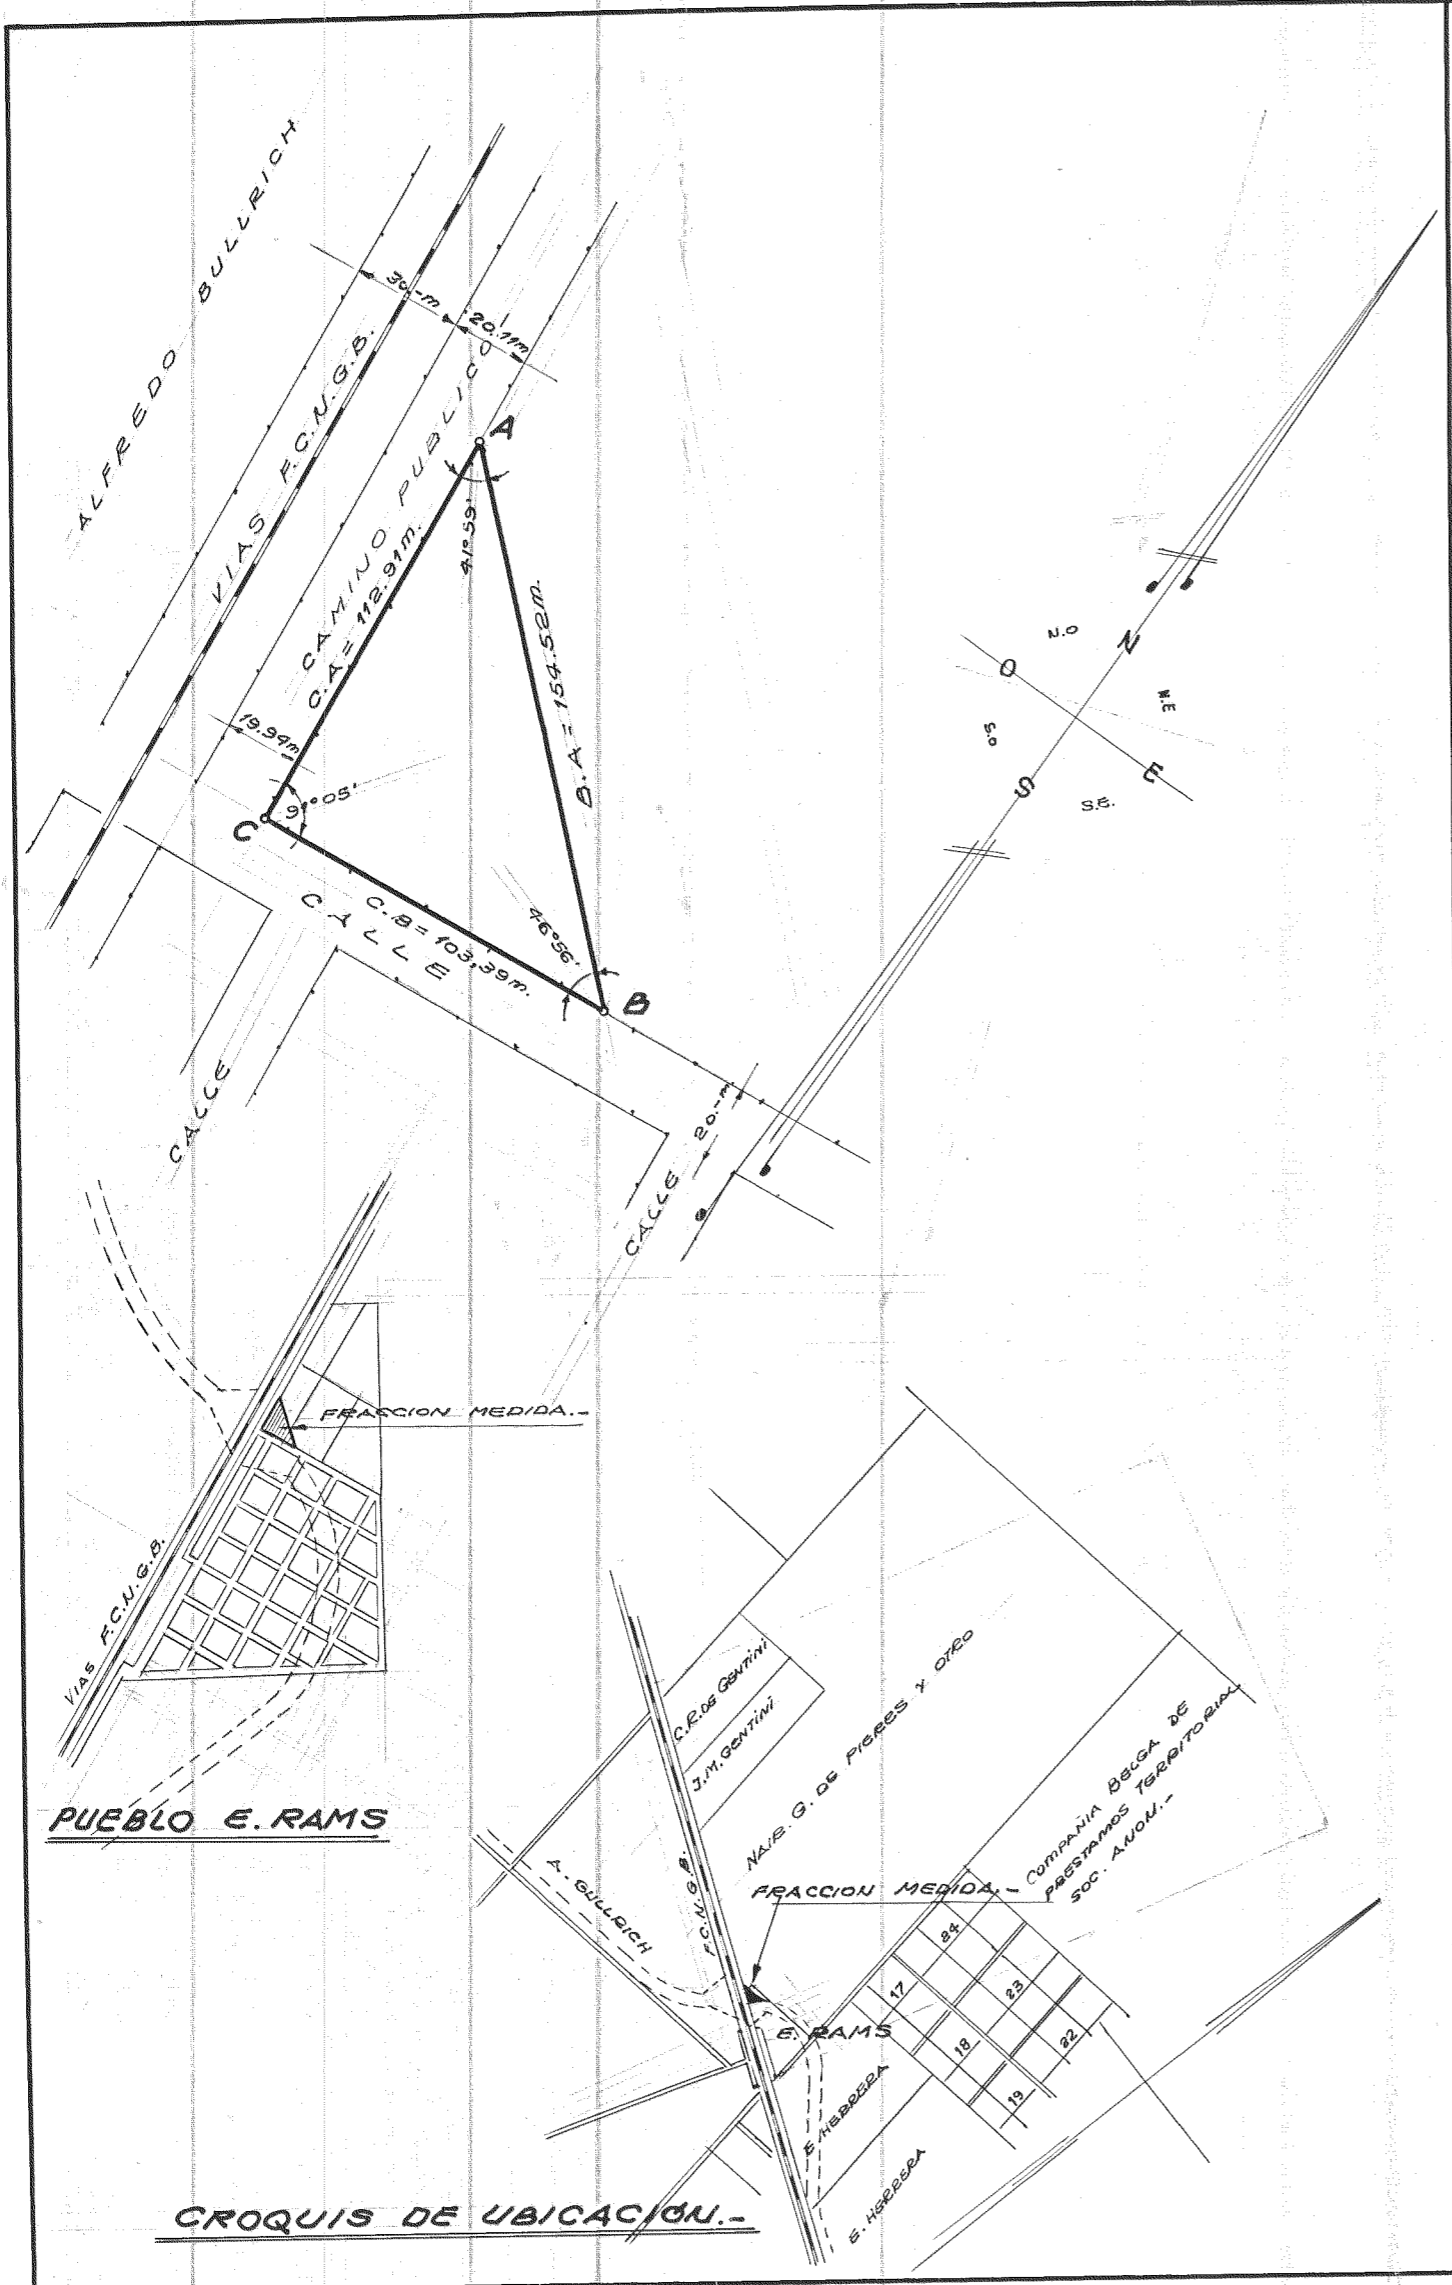 ALFREDO BULLRICH
VIAS F.C.N.G.B.
30.-m
20.11m
CAMINO PUBLICO
A
C.A = 112.91m.
41°59'
B.A = 154.52m.
19.94m
91°05'
C
C.B = 103,39m.
46°56'
B
CALLE
CALLE
CALLE
20.-m.
N.O
N
O
N.E
S.O
S
E
S.E.
FRACCION MEDIDA.-
VIAS F.C.N.G.B.
PUEBLO E. RAMS
C.R. DE GENTINI
J.M. GENTINI
NAIR. G. DE PIERES Y OTRO
COMPAÑIA BELGA DE
PRESTAMOS TERRITORIAL
SOC. ANON.-
A. GULLRICH
F.C.N.G.B.
FRACCION MEDIDA.-
E. RAMS
24
17
23
18
22
19
E. HERRERA
E. HERRERA
CROQUIS DE UBICACIÓN.-